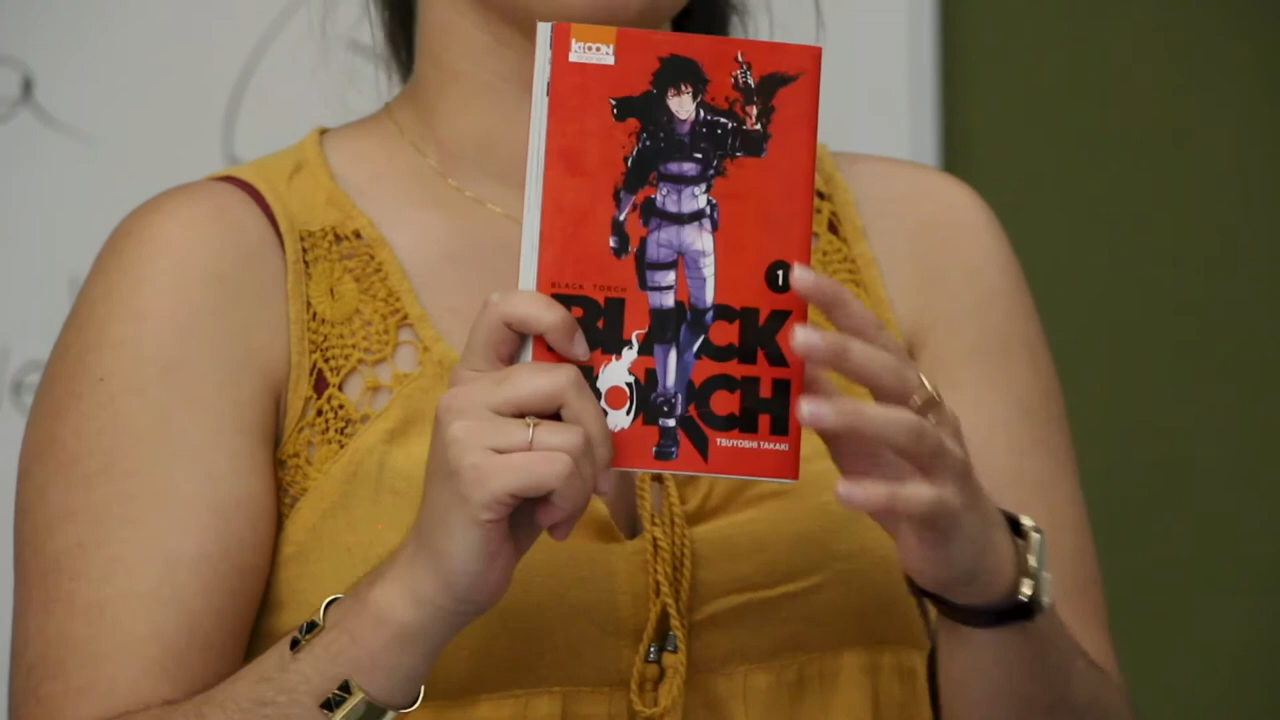 KI-OON
1
BLACK TORCH
BLACK
TORCH
TSUYOSHI TAKAKI